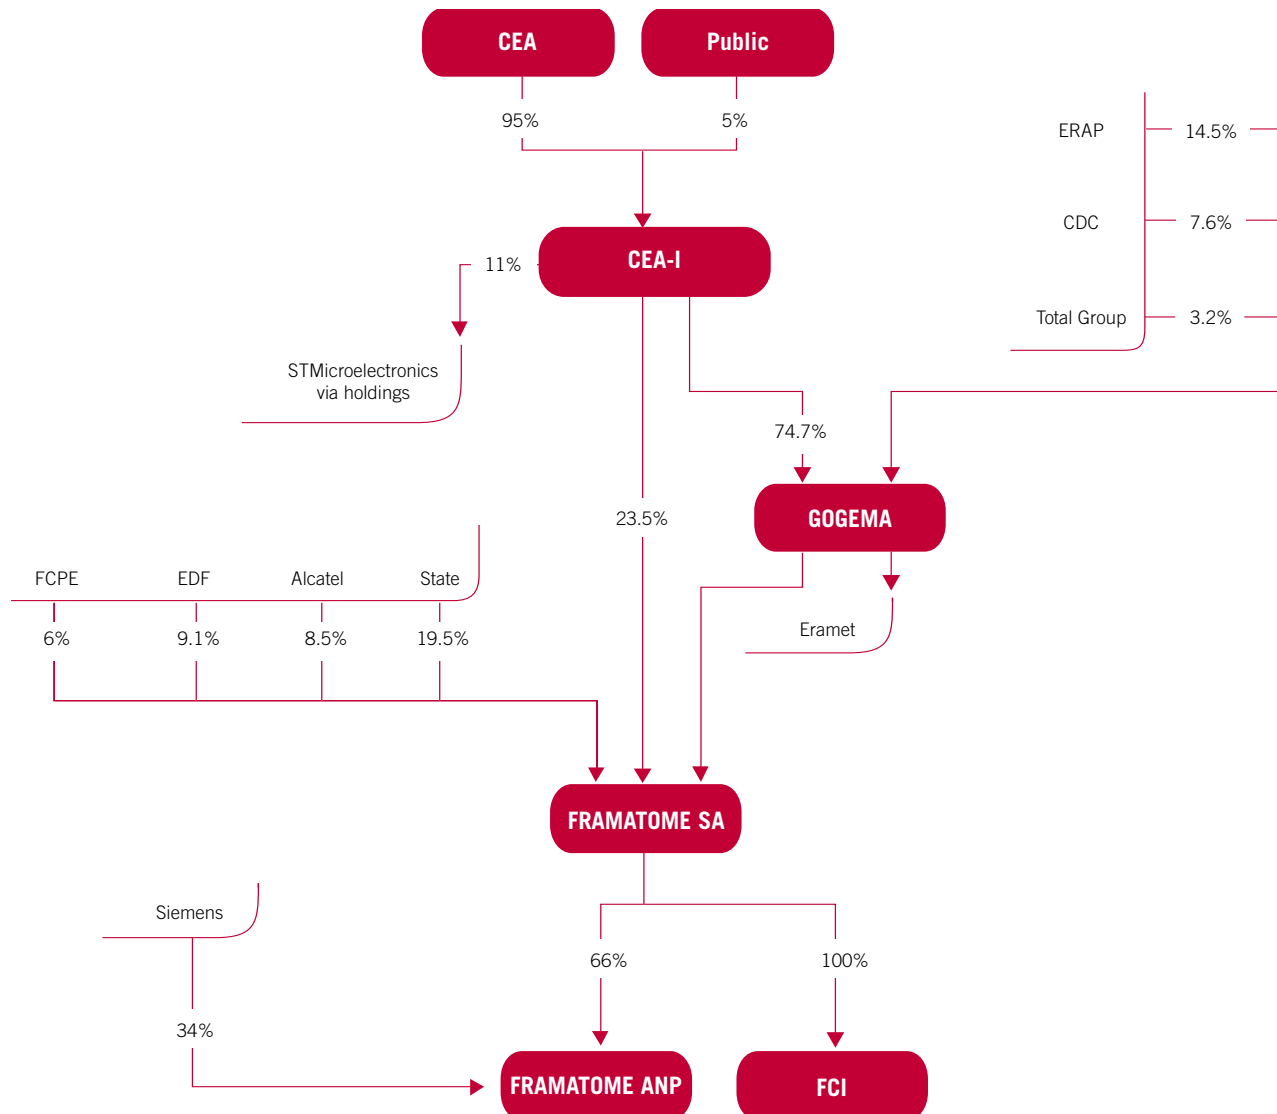 CEA
Public
95%
5%
ERAP
14.5%
CDC
7.6%
CEA-I
11%
Total Group
3.2%
STMicroelectronics
via holdings
74.7%
GOGEMA
23.5%
FCPE
EDF
Alcatel
State
6%
9.1%
8.5%
19.5%
Eramet
FRAMATOME SA
Siemens
66%
100%
34%
FRAMATOME ANP
FCI